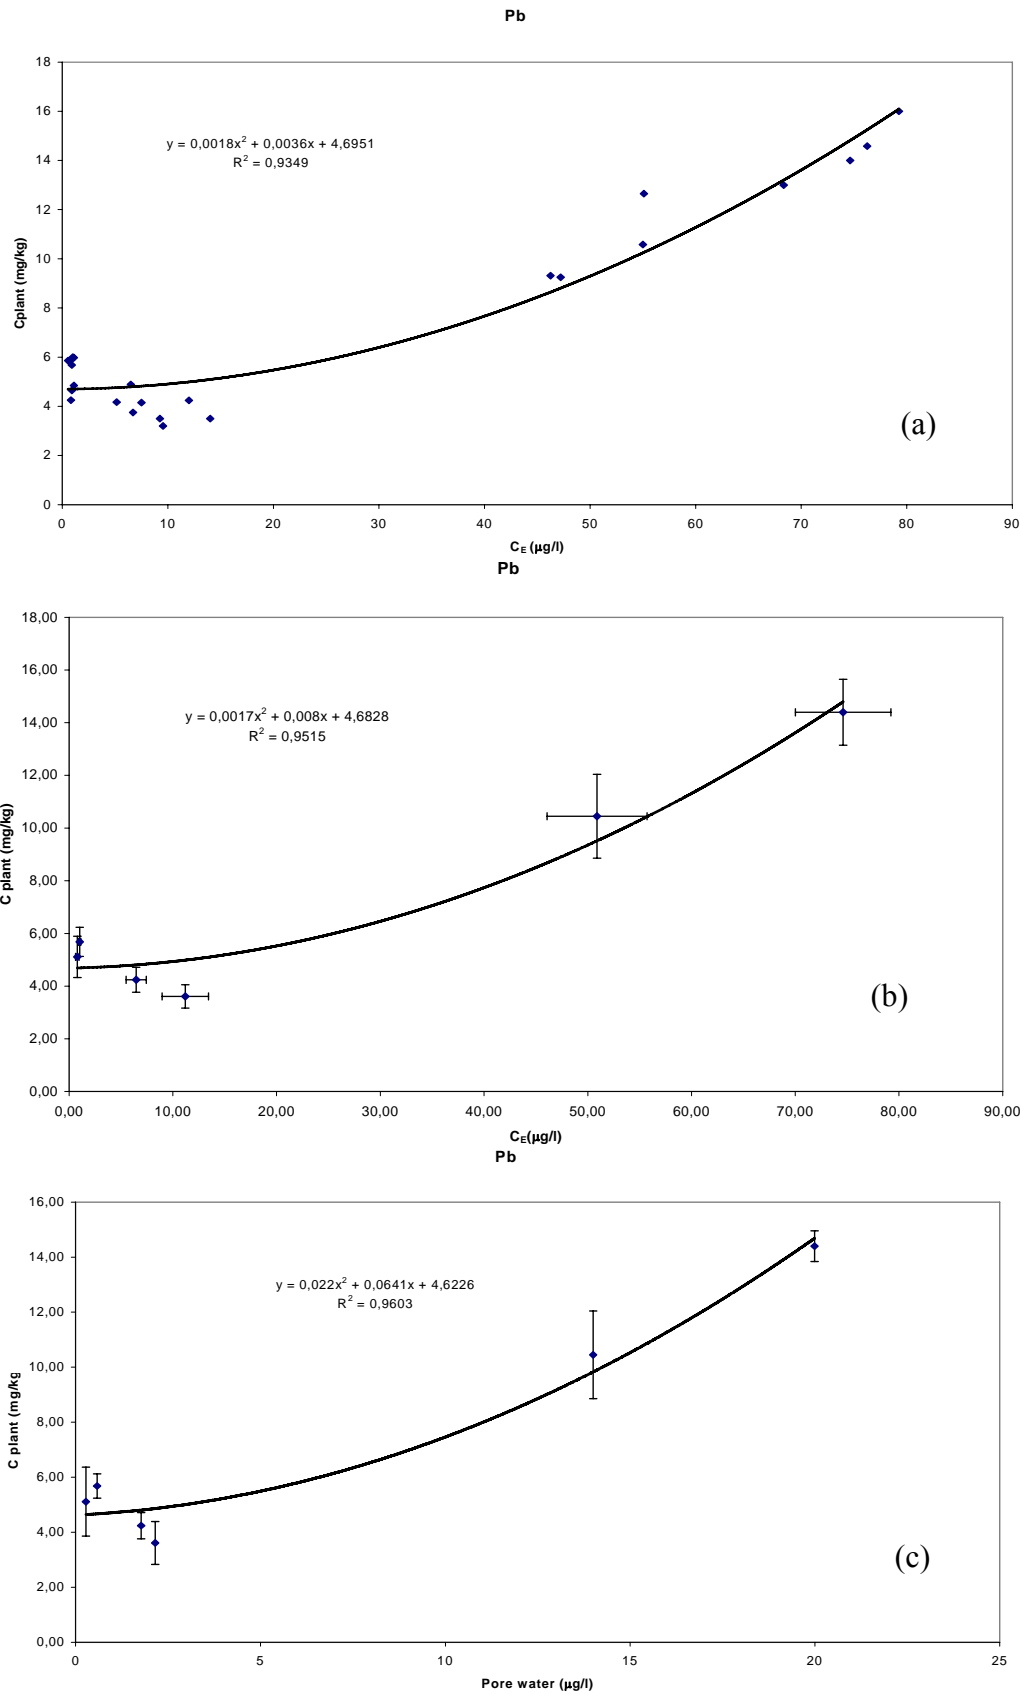 Pb
18
16
14
12
10
8
6
4
2
0
y = 0,0018x² + 0,0036x + 4,6951
R² = 0,9349
Cplant (mg/kg)
(a)
0 10 20 30 40 50 60 70 80 90
C_E (µg/l)
Pb
18,00
16,00
14,00
12,00
10,00
8,00
6,00
4,00
2,00
0,00
y = 0,0017x² + 0,008x + 4,6828
R² = 0,9515
C plant (mg/kg)
(b)
0,00 10,00 20,00 30,00 40,00 50,00 60,00 70,00 80,00 90,00
C_E(µg/l)
Pb
16,00
14,00
12,00
10,00
8,00
6,00
4,00
2,00
0,00
y = 0,022x² + 0,0641x + 4,6226
R² = 0,9603
C plant (mg/kg
(c)
0 5 10 15 20 25
Pore water (µg/l)